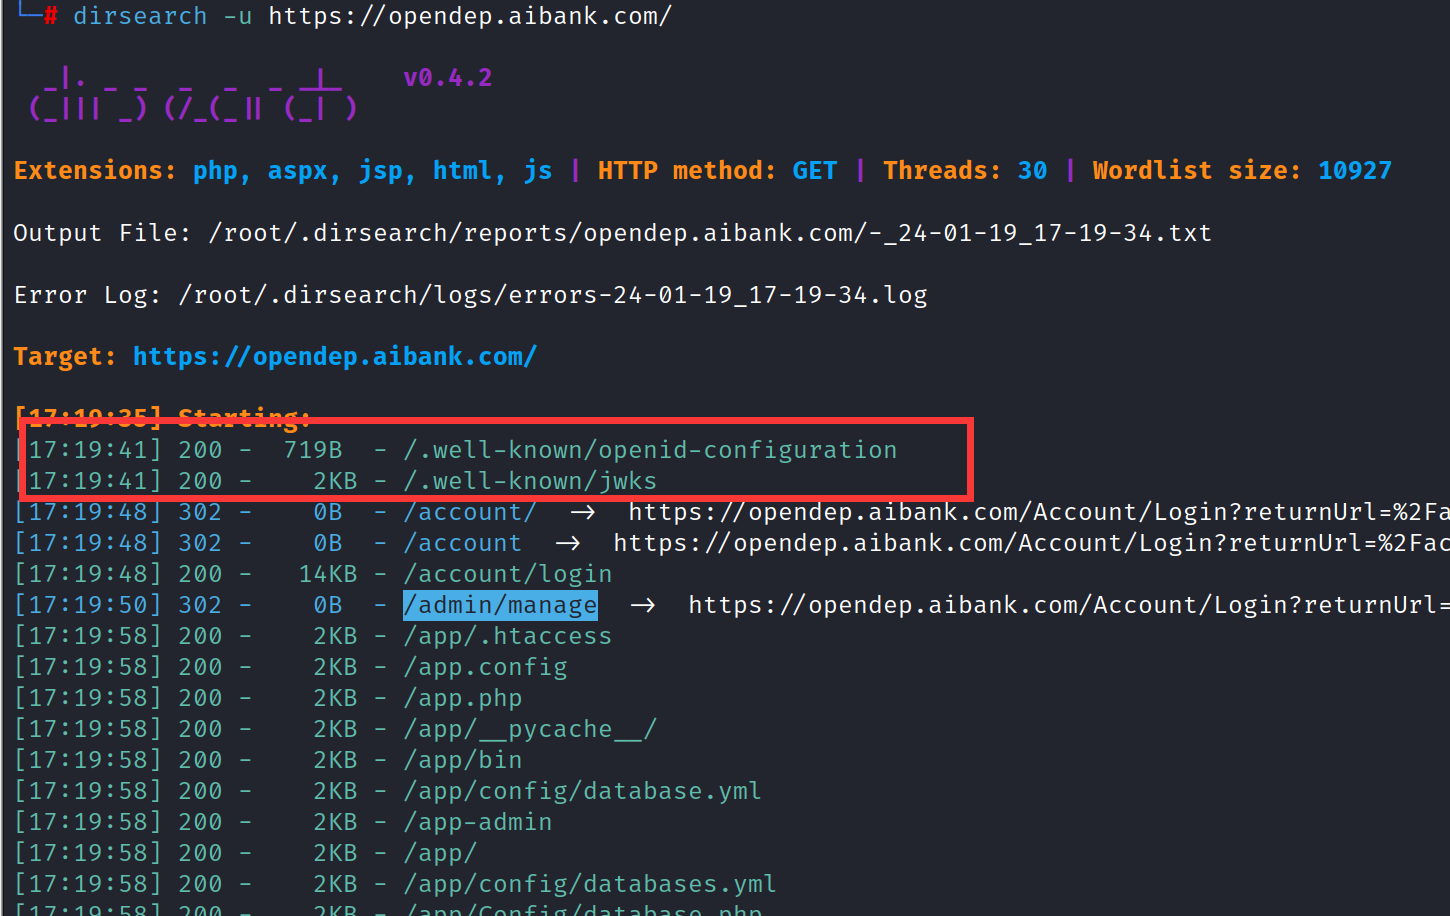 └─# dirsearch -u https://opendep.aibank.com/
  _|. _ _  _  _  _ _|_    v0.4.2
 (_||| _) (/_(_|| (_| )
Extensions: php, aspx, jsp, html, js | HTTP method: GET | Threads: 30 | Wordlist size: 10927
Output File: /root/.dirsearch/reports/opendep.aibank.com/-_24-01-19_17-19-34.txt
Error Log: /root/.dirsearch/logs/errors-24-01-19_17-19-34.log
Target: https://opendep.aibank.com/
[17:19:35] Starting:
[17:19:41] 200 -  719B  - /.well-known/openid-configuration
[17:19:41] 200 -    2KB - /.well-known/jwks
[17:19:48] 302 -    0B  - /account/  →  https://opendep.aibank.com/Account/Login?returnUrl=%2Fa
[17:19:48] 302 -    0B  - /account  →  https://opendep.aibank.com/Account/Login?returnUrl=%2Fac
[17:19:48] 200 -   14KB - /account/login
[17:19:50] 302 -    0B  - /admin/manage  →  https://opendep.aibank.com/Account/Login?returnUrl=
[17:19:58] 200 -    2KB - /app/.htaccess
[17:19:58] 200 -    2KB - /app.config
[17:19:58] 200 -    2KB - /app.php
[17:19:58] 200 -    2KB - /app/__pycache__/
[17:19:58] 200 -    2KB - /app/bin
[17:19:58] 200 -    2KB - /app/config/database.yml
[17:19:58] 200 -    2KB - /app-admin
[17:19:58] 200 -    2KB - /app/
[17:19:58] 200 -    2KB - /app/config/databases.yml
[17:19:58] 200 -    2KB - /app/Config/database.php